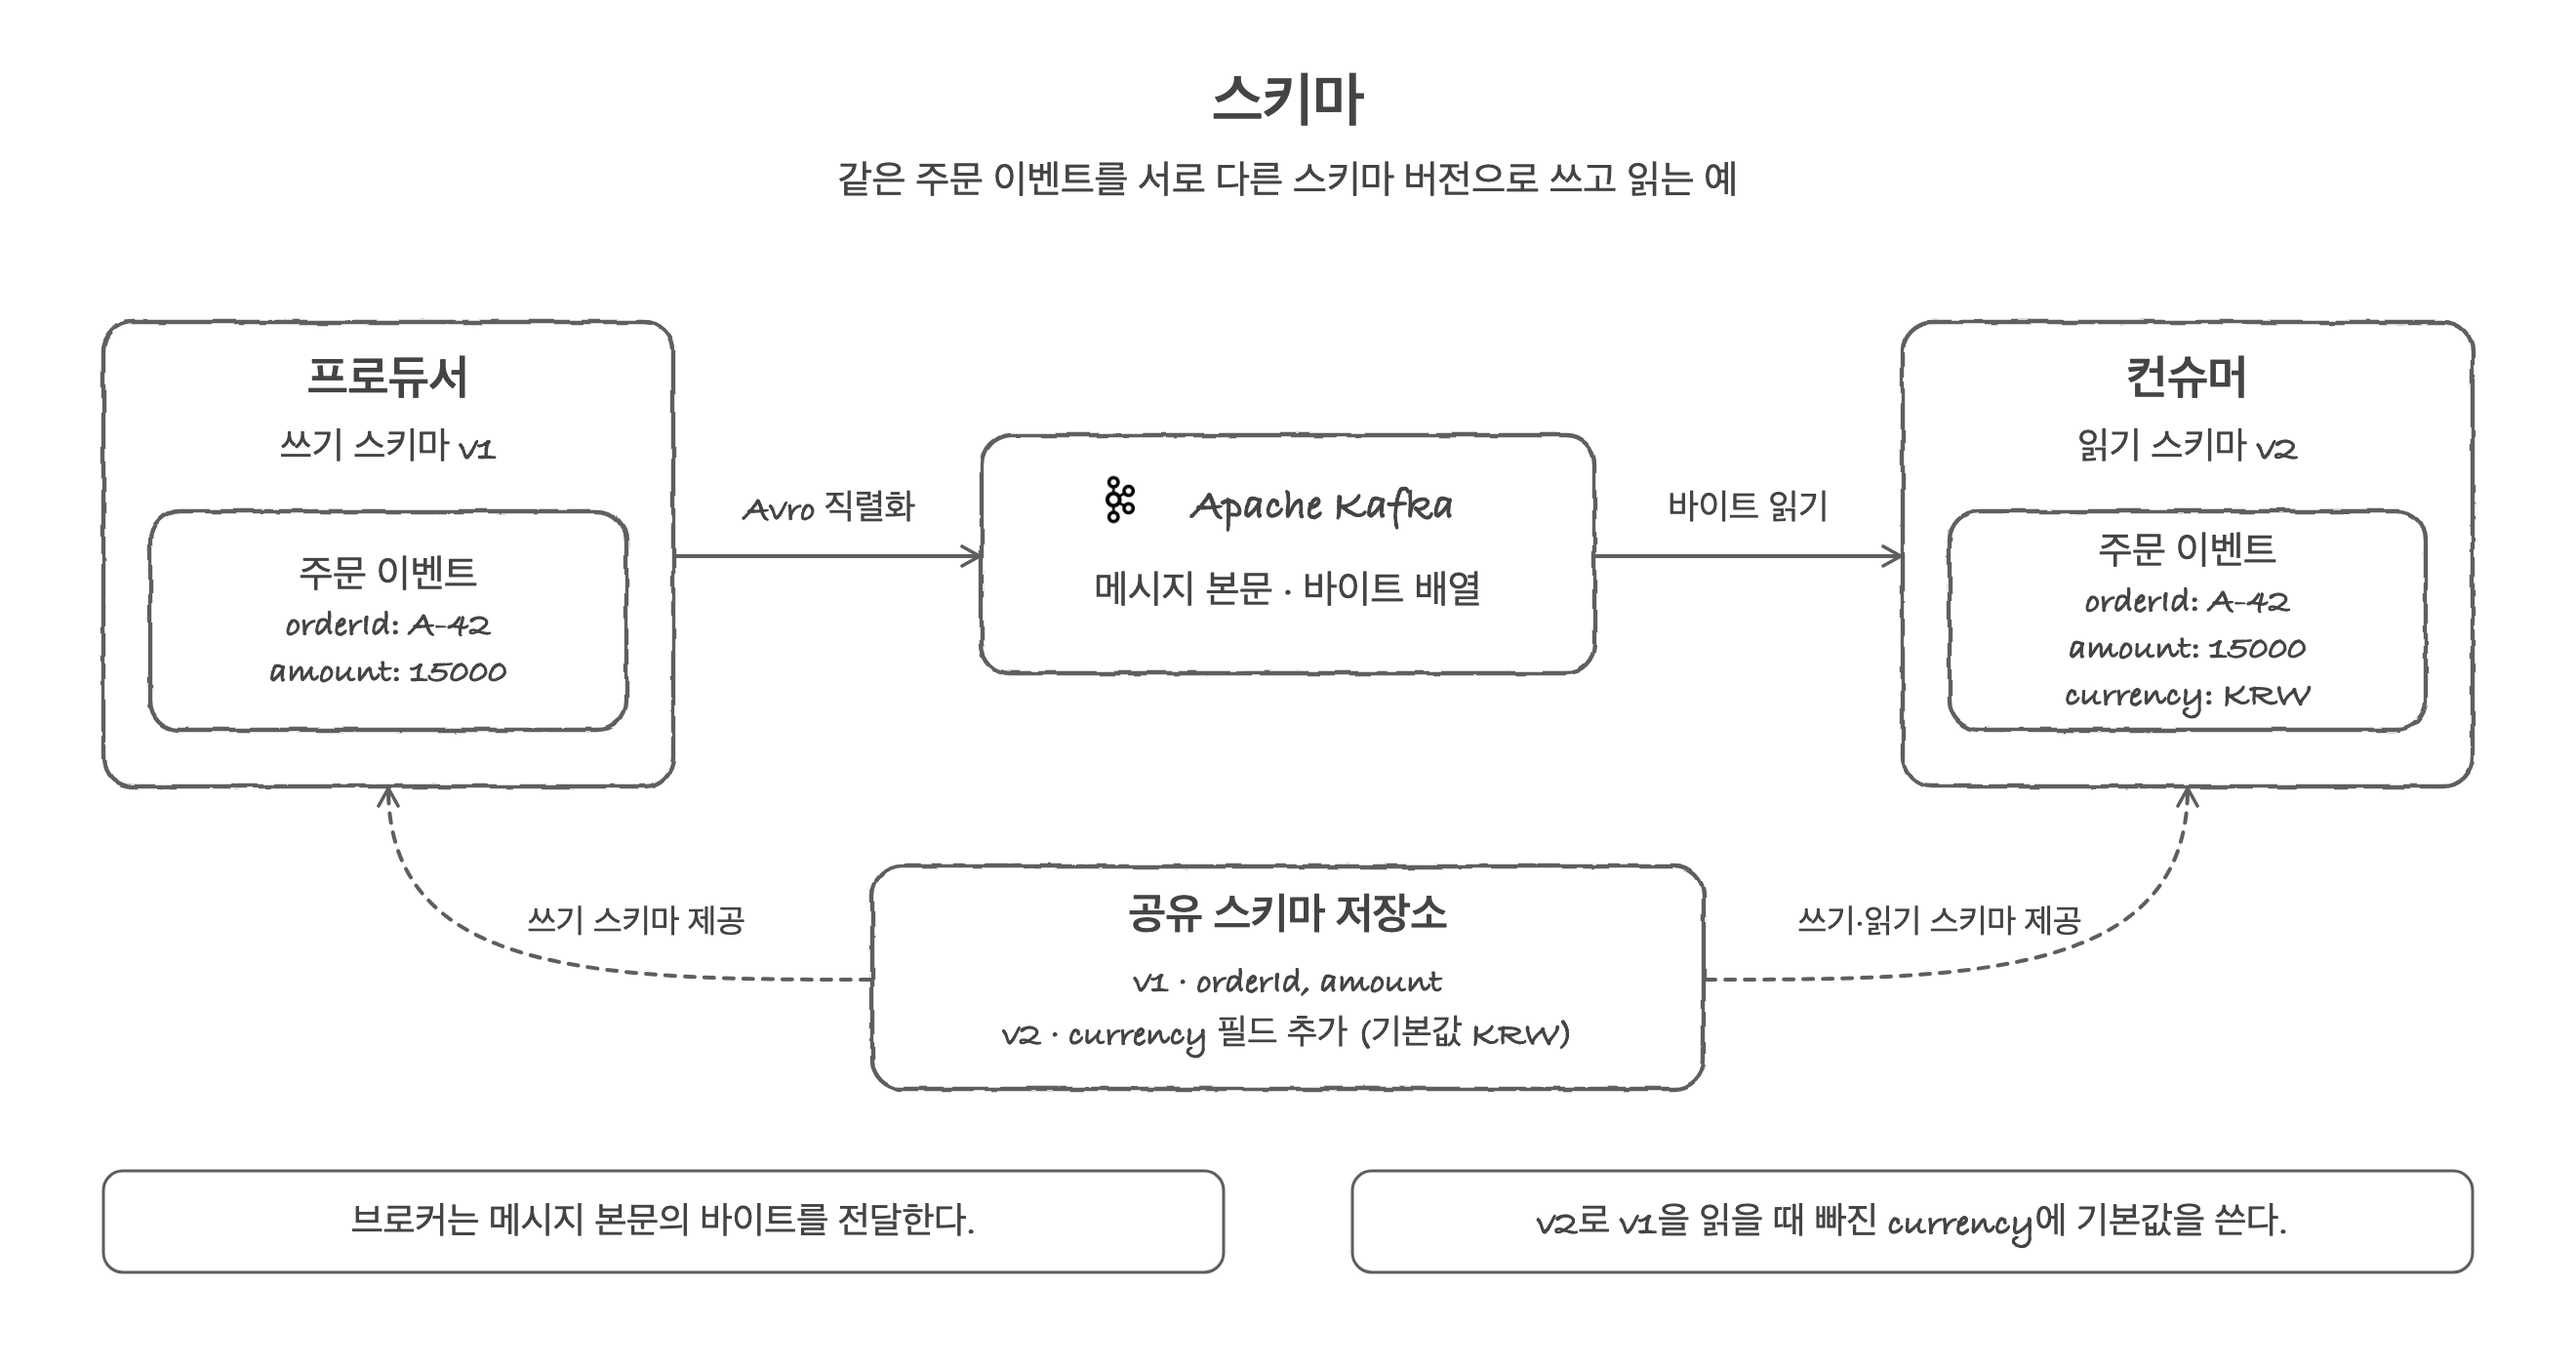 스키마
같은 주문 이벤트를 서로 다른 스키마 버전으로 쓰고 읽는 예
프로듀서
쓰기 스키마 v1
주문 이벤트
orderId: A-42
amount: 15000
Avro 직렬화
Apache Kafka
메시지 본문 · 바이트 배열
바이트 읽기
컨슈머
읽기 스키마 v2
주문 이벤트
orderId: A-42
amount: 15000
currency: KRW
쓰기 스키마 제공
공유 스키마 저장소
v1 · orderId, amount
v2 · currency 필드 추가 (기본값 KRW)
쓰기·읽기 스키마 제공
브로커는 메시지 본문의 바이트를 전달한다.
v2로 v1을 읽을 때 빠진 currency에 기본값을 쓴다.